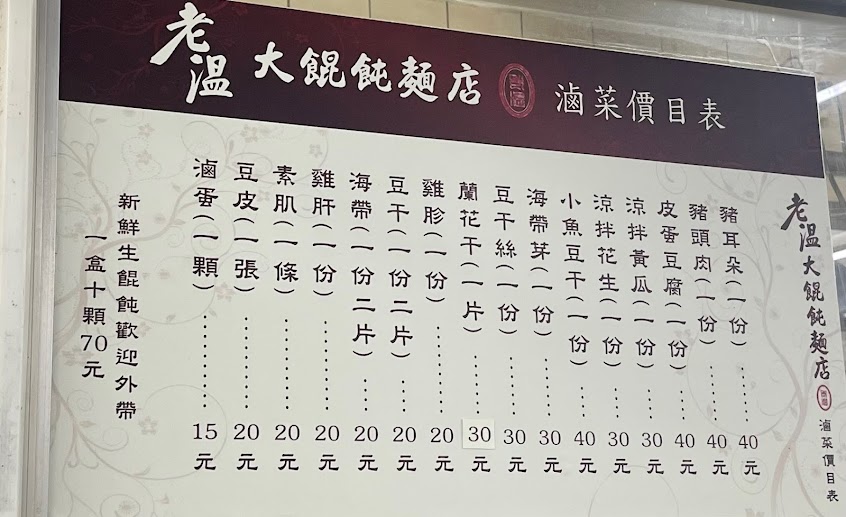 老溫大餛飩麵店 滷菜價目表
老溫大餛飩麵店 滷菜價目表
豬耳朵(一份)………40元
豬頭肉(一份)………40元
皮蛋豆腐(一份)………40元
涼拌黃瓜(一份)………30元
涼拌花生(一份)………30元
小魚豆干(一份)………40元
海帶芽(一份)………30元
豆干絲(一份)………30元
蘭花干(一片)………30元
雞胗(一份)………20元
豆干(一份二片)……20元
海帶(一份二片)……20元
雞肝(一份)………20元
素肌(一條)………20元
豆皮(一張)………20元
滷蛋(一顆)………15元
新鮮生餛飩歡迎外帶
一盒十顆70元